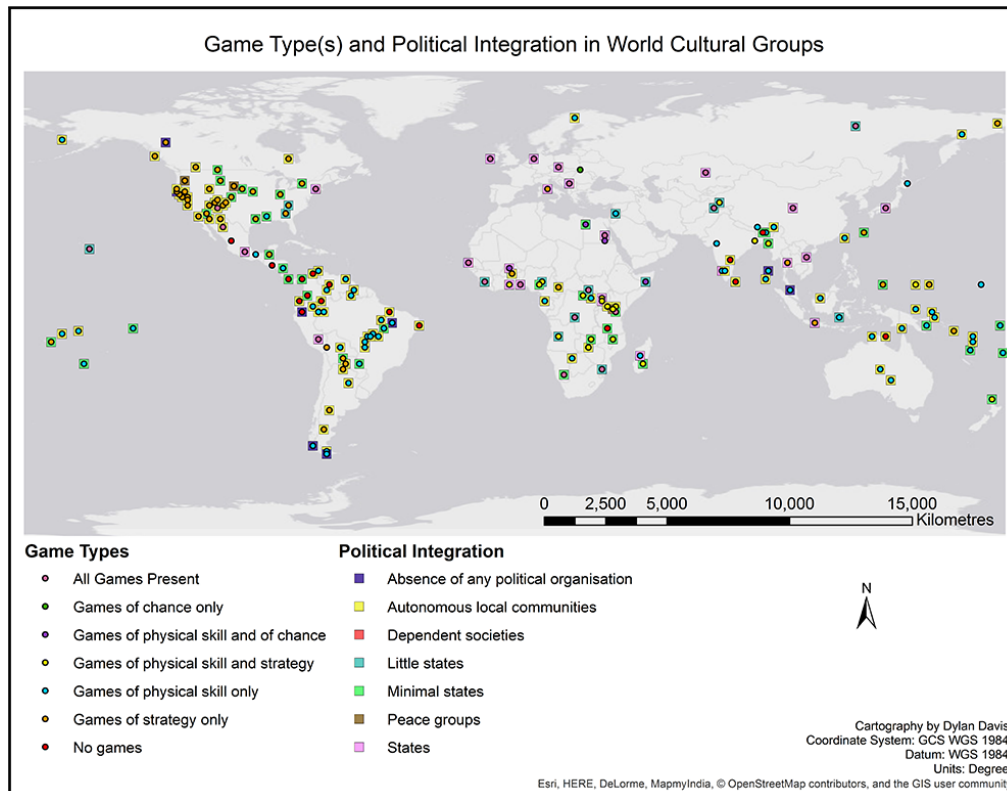 Game Type(s) and Political Integration in World Cultural Groups
0 2,500 5,000 10,000 15,000
Kilometres
Game Types
All Games Present
Games of chance only
Games of physical skill and of chance
Games of physical skill and strategy
Games of physical skill only
Games of strategy only
No games
Political Integration
Absence of any political organisation
Autonomous local communities
Dependent societies
Little states
Minimal states
Peace groups
States
N
Cartography by Dylan Davis
Coordinate System: GCS WGS 1984
Datum: WGS 1984
Units: Degree
Esri, HERE, DeLorme, MapmyIndia, © OpenStreetMap contributors, and the GIS user community